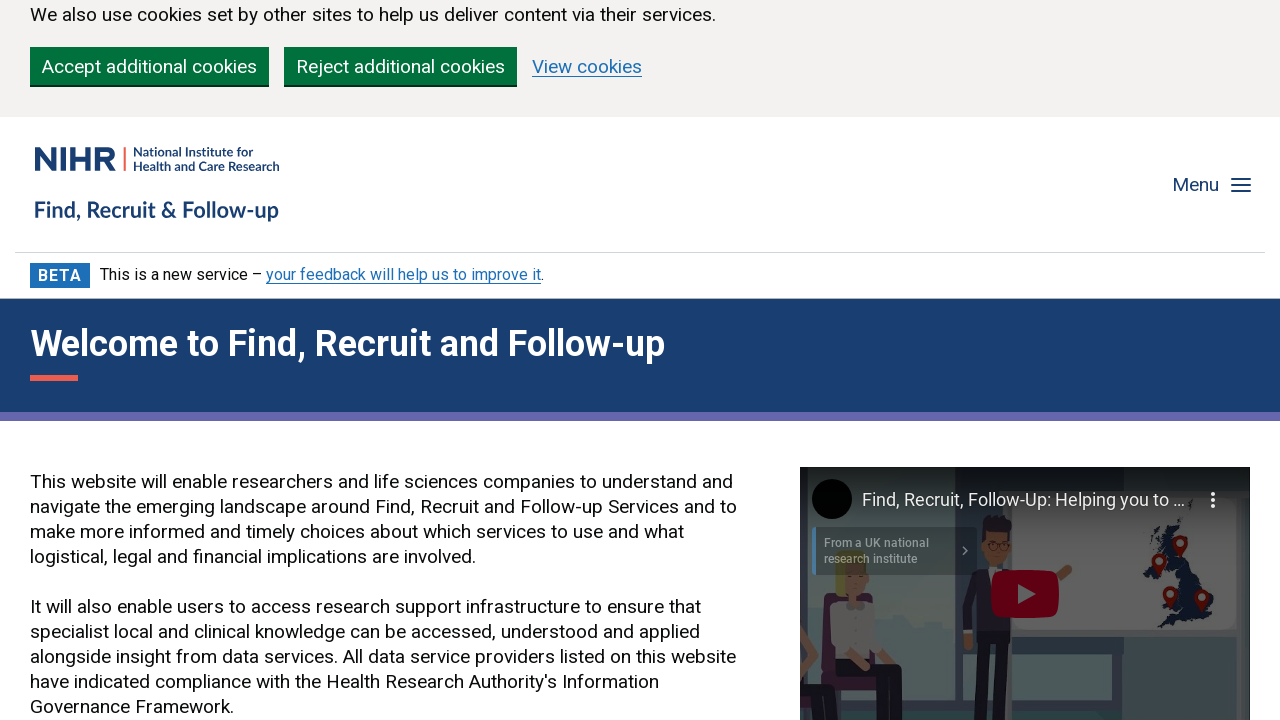 We also use cookies set by other sites to help us deliver content via their services.
Accept additional cookies
Reject additional cookies
View cookies
NIHR | National Institute for
Health and Care Research
Find, Recruit & Follow-up
Menu
BETA
This is a new service – your feedback will help us to improve it.
Welcome to Find, Recruit and Follow-up
This website will enable researchers and life sciences companies to understand and
navigate the emerging landscape around Find, Recruit and Follow-up Services and to
make more informed and timely choices about which services to use and what
logistical, legal and financial implications are involved.
It will also enable users to access research support infrastructure to ensure that
specialist local and clinical knowledge can be accessed, understood and applied
alongside insight from data services. All data service providers listed on this website
have indicated compliance with the Health Research Authority's Information
Governance Framework.
Find, Recruit, Follow-Up: Helping you to ...
From a UK national
research institute